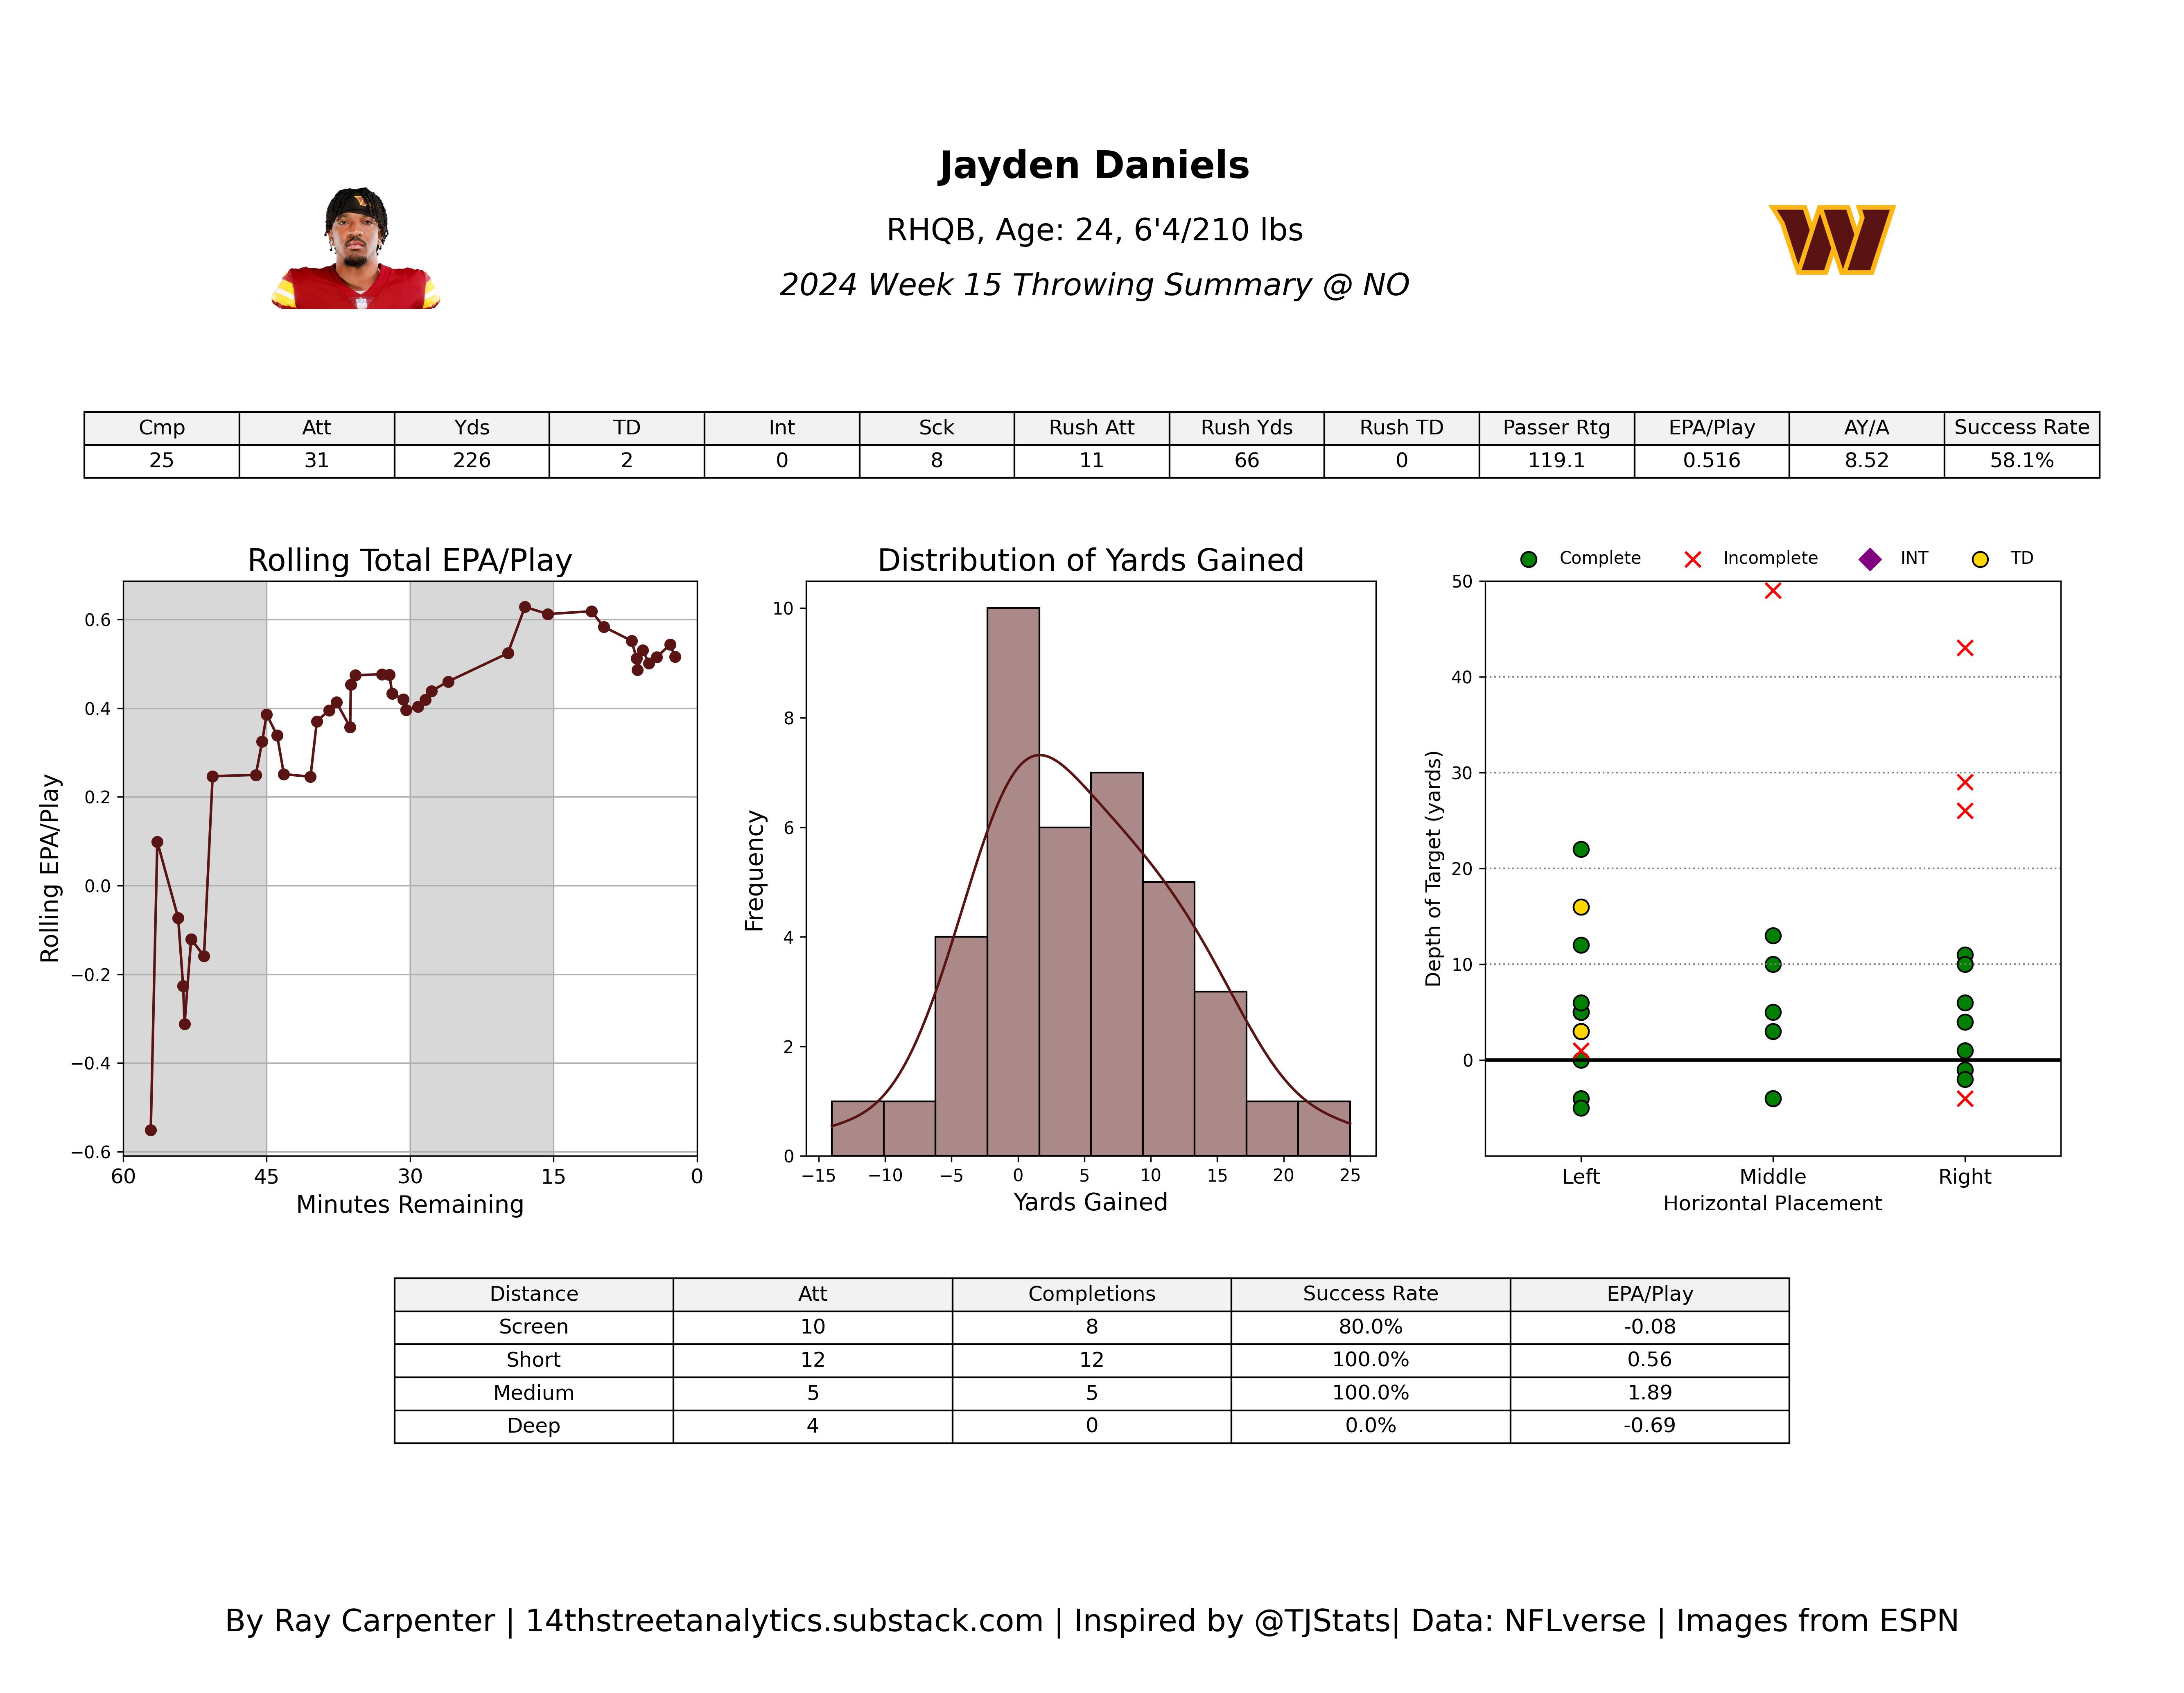 Jayden Daniels
RHQB, Age: 24, 6'4/210 lbs
2024 Week 15 Throwing Summary @ NO
Cmp Att Yds TD Int Sck Rush Att Rush Yds Rush TD Passer Rtg EPA/Play AY/A Success Rate
25 31 226 2 0 8 11 66 0 119.1 0.516 8.52 58.1%
Rolling Total EPA/Play
0.6
0.4
0.2
0.0
−0.2
−0.4
−0.6
60 45 30 15 0
Rolling EPA/Play
Minutes Remaining
Distribution of Yards Gained
10
8
6
4
2
0
−15 −10 −5 0 5 10 15 20 25
Frequency
Yards Gained
Complete Incomplete INT TD
50
40
30
20
10
0
Left Middle Right
Depth of Target (yards)
Horizontal Placement
Distance Att Completions Success Rate EPA/Play
Screen 10 8 80.0% -0.08
Short 12 12 100.0% 0.56
Medium 5 5 100.0% 1.89
Deep 4 0 0.0% -0.69
By Ray Carpenter | 14thstreetanalytics.substack.com | Inspired by @TJStats| Data: NFLverse | Images from ESPN